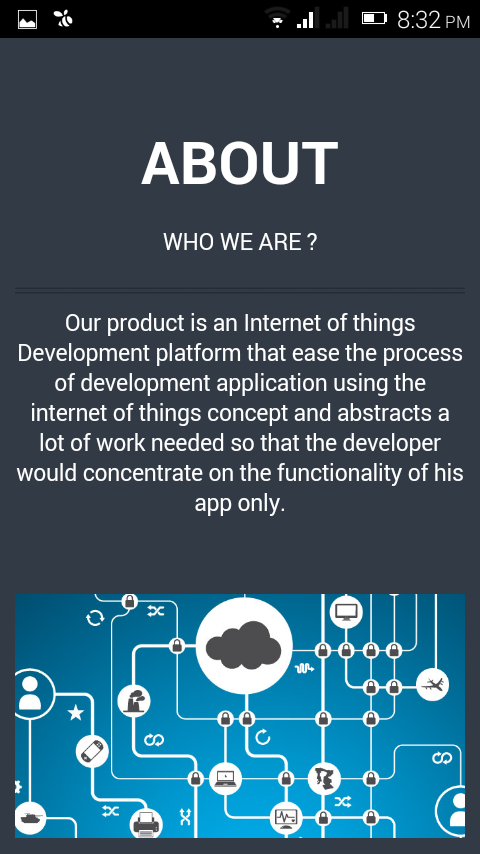 8:32 PM
ABOUT
WHO WE ARE ?
Our product is an Internet of things
Development platform that ease the process
of development application using the
internet of things concept and abstracts a
lot of work needed so that the developer
would concentrate on the functionality of his
app only.